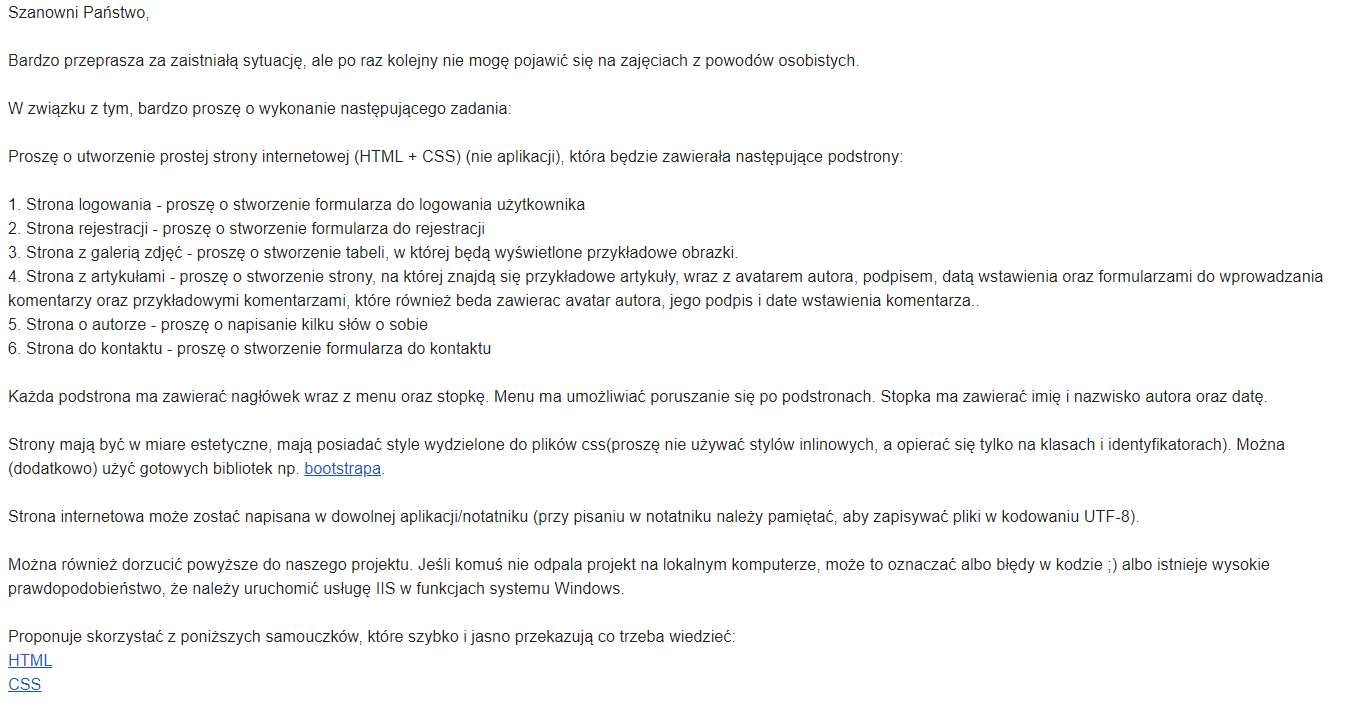 Szanowni Państwo,
Bardzo przeprasza za zaistniałą sytuację, ale po raz kolejny nie mogę pojawić się na zajęciach z powodów osobistych.
W związku z tym, bardzo proszę o wykonanie następującego zadania:
Proszę o utworzenie prostej strony internetowej (HTML + CSS) (nie aplikacji), która będzie zawierała następujące podstrony:
1. Strona logowania - proszę o stworzenie formularza do logowania użytkownika
2. Strona rejestracji - proszę o stworzenie formularza do rejestracji
3. Strona z galerią zdjęć - proszę o stworzenie tabeli, w której będą wyświetlone przykładowe obrazki.
4. Strona z artykułami - proszę o stworzenie strony, na której znajdą się przykładowe artykuły, wraz z avatarem autora, podpisem, datą wstawienia oraz formularzami do wprowadzania
komentarzy oraz przykładowymi komentarzami, które również beda zawierac avatar autora, jego podpis i date wstawienia komentarza..
5. Strona o autorze - proszę o napisanie kilku słów o sobie
6. Strona do kontaktu - proszę o stworzenie formularza do kontaktu
Każda podstrona ma zawierać nagłówek wraz z menu oraz stopkę. Menu ma umożliwiać poruszanie się po podstronach. Stopka ma zawierać imię i nazwisko autora oraz datę.
Strony mają być w miare estetyczne, mają posiadać style wydzielone do plików css(proszę nie używać stylów inlinowych, a opierać się tylko na klasach i identyfikatorach). Można
(dodatkowo) użyć gotowych bibliotek np. bootstrapa.
Strona internetowa może zostać napisana w dowolnej aplikacji/notatniku (przy pisaniu w notatniku należy pamiętać, aby zapisywać pliki w kodowaniu UTF-8).
Można również dorzucić powyższe do naszego projektu. Jeśli komuś nie odpala projekt na lokalnym komputerze, może to oznaczać albo błędy w kodzie ;) albo istnieje wysokie
prawdopodobieństwo, że należy uruchomić usługę IIS w funkcjach systemu Windows.
Proponuje skorzystać z poniższych samouczków, które szybko i jasno przekazują co trzeba wiedzieć:
HTML
CSS